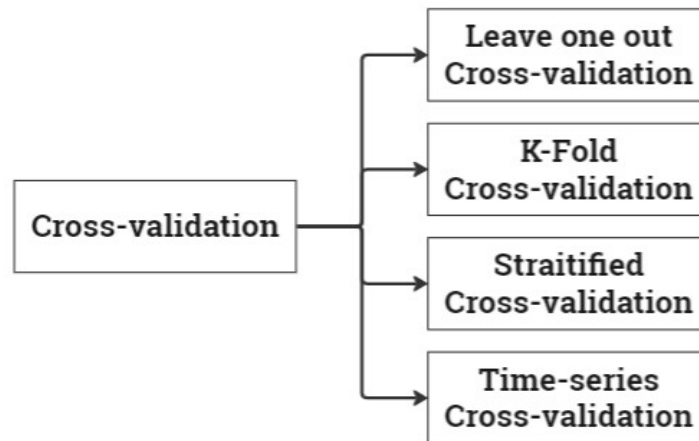 Leave one out
Cross-validation
K-Fold
Cross-validation
Cross-validation
Straitified
Cross-validation
Time-series
Cross-validation